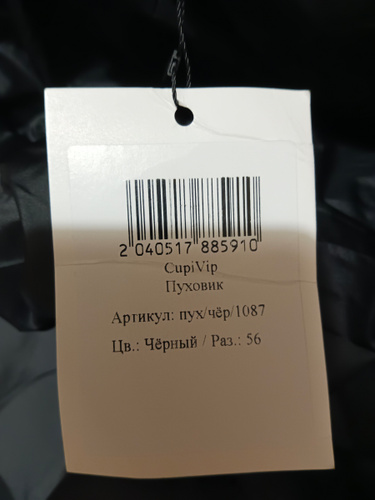 2 040517 885910
CupiVip
Пуховик
Артикул: пух/чёр/1087
Цв.: Чёрный / Раз.: 56